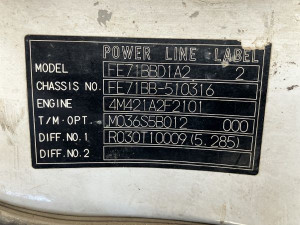 POWER LINE LABEL
MODEL FE71BBD1A2 2
CHASSIS NO. FE71BB-510316
ENGINE 4M421A2F2101
T/M·OPT. M036S5B012 000
DIFF. NO.1 R030T10009 (5.285)
DIFF. NO.2